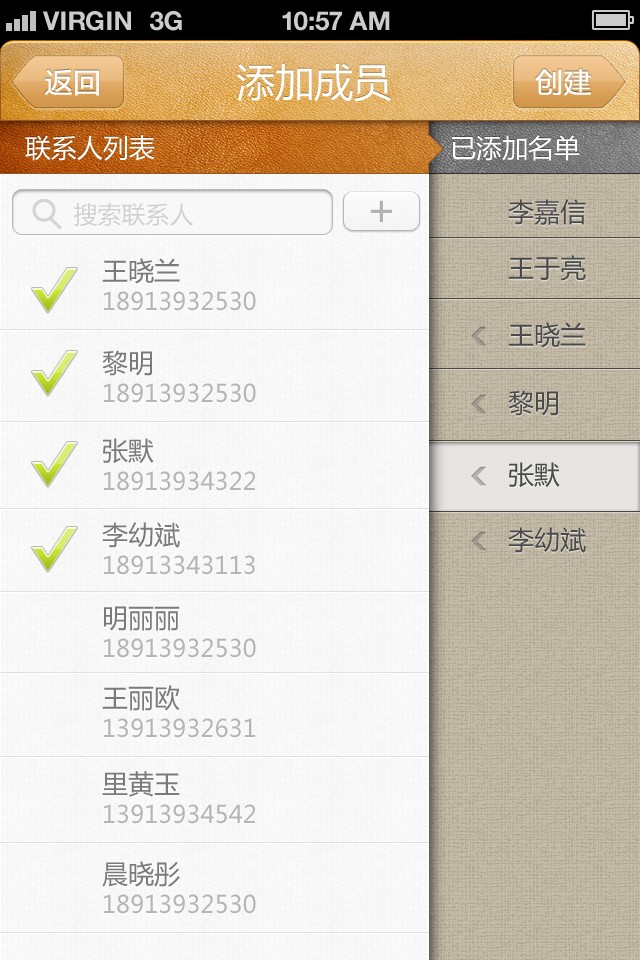 VIRGIN 3G 10:57 AM
返回 添加成员 创建
联系人列表
搜索联系人
王晓兰
18913932530
黎明
18913932530
张默
18913934322
李幼斌
18913343113
明丽丽
18913932530
王丽欧
13913932631
里黄玉
13913934542
晨晓彤
18913932530
已添加名单
李嘉信
王于亮
王晓兰
黎明
张默
李幼斌